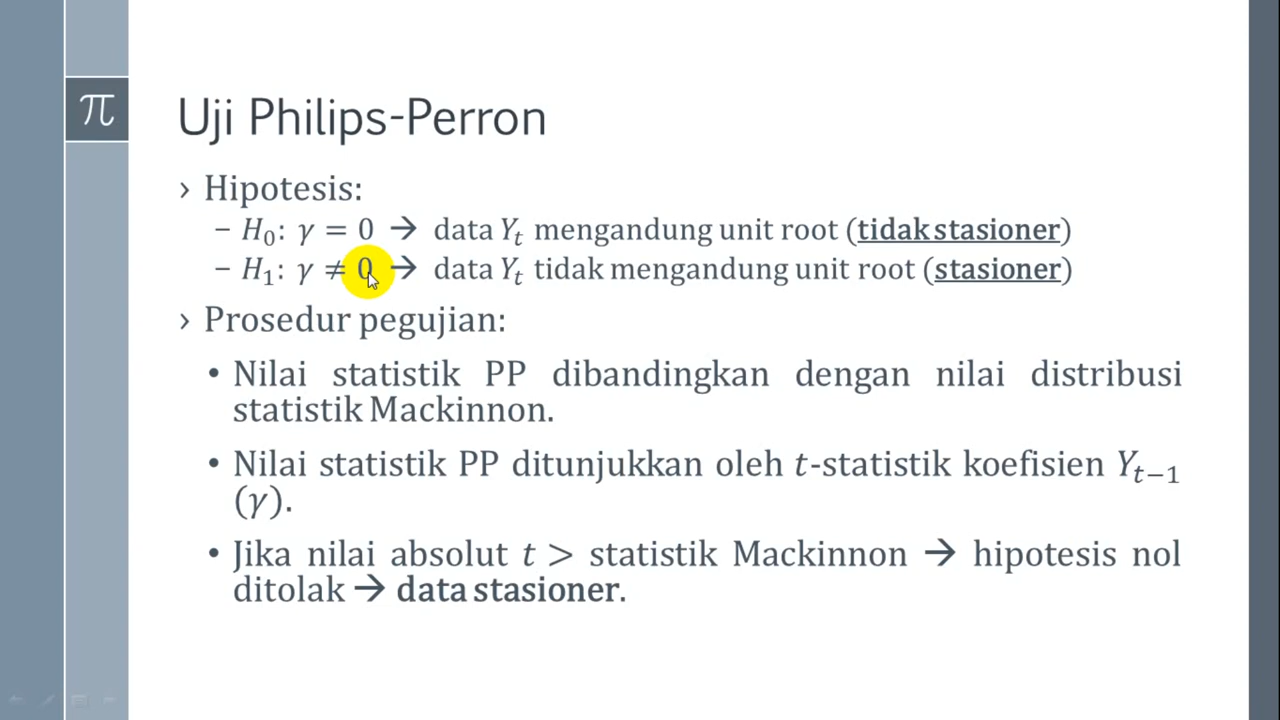 π
Uji Philips-Perron
› Hipotesis:
– H₀: γ = 0 → data Yₜ mengandung unit root (tidak stasioner)
– H₁: γ ≠ 0 → data Yₜ tidak mengandung unit root (stasioner)
› Prosedur pegujian:
• Nilai statistik PP dibandingkan dengan nilai distribusi
statistik Mackinnon.
• Nilai statistik PP ditunjukkan oleh t-statistik koefisien Yₜ₋₁
(γ).
• Jika nilai absolut t > statistik Mackinnon → hipotesis nol
ditolak → data stasioner.